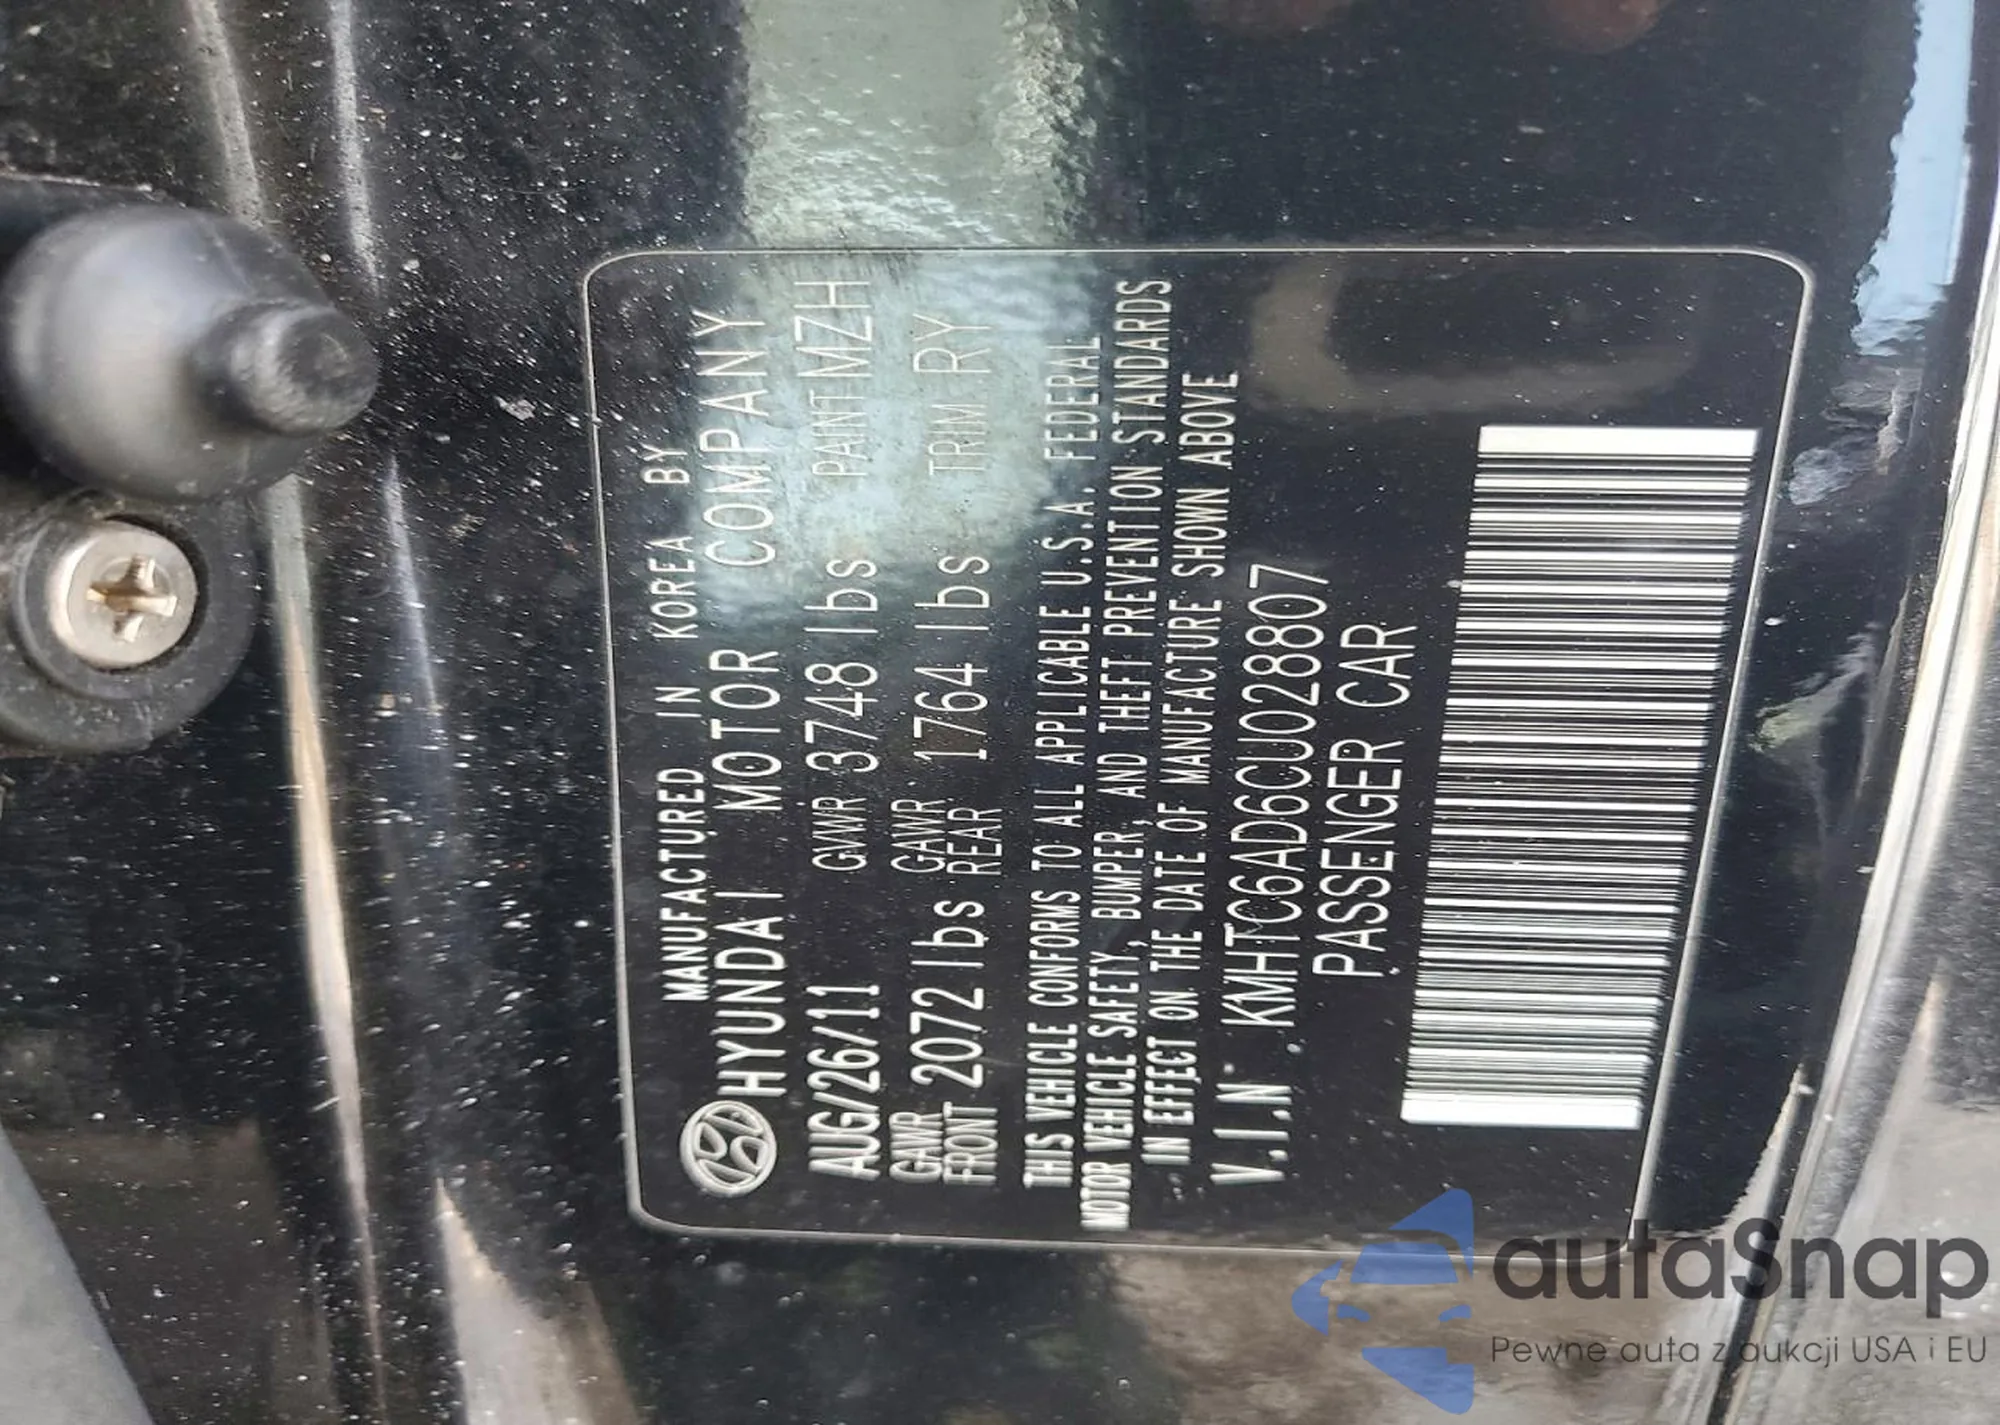 MANUFACTURED IN KOREA BY
HYUNDAI MOTOR COMPANY
AUG/26/11 GVWR 3748 lbs PAINT MZH
GAWR FRONT 2072 lbs GAWR REAR 1764 lbs TRIM RY
THIS VEHICLE CONFORMS TO ALL APPLICABLE U.S.A. FEDERAL
MOTOR VEHICLE SAFETY, BUMPER, AND THEFT PREVENTION STANDARDS
IN EFFECT ON THE DATE OF MANUFACTURE SHOWN ABOVE
V.I.N. KMHTC6AD6CU028807
PASSENGER CAR
autaSnap
Pewne auta z aukcji USA i EU